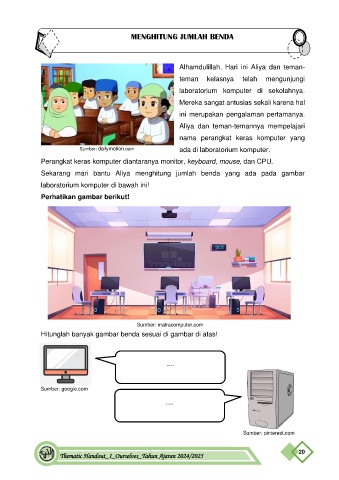 MENGHITUNG JUMLAH BENDA
Alhamdulillah. Hari ini Aliya dan teman-
teman kelasnya telah mengunjungi
laboratorium komputer di sekolahnya.
Mereka sangat antusias sekali karena hal
ini merupakan pengalaman pertamanya.
Aliya dan teman-temannya mempelajari
nama perangkat keras komputer yang
Sumber: dailymotion.com
ada di laboraterium komputer.
Perangkat keras komputer diantaranya monitor, keyboard, mouse, dan CPU.
Sekarang mari bantu Aliya menghitung jumlah benda yang ada pada gambar
laboratorium komputer di bawah ini!
Perhatikan gambar berikut!
Sumber: matracomputer.com
Hitunglah banyak gambar benda sesuai di gambar di atas!
.....
Sumber: google.com
.....
Sumber: pinterest.com
Thematic Handout_1_Ourselves_Tahun Ajaran 2024/2025
20